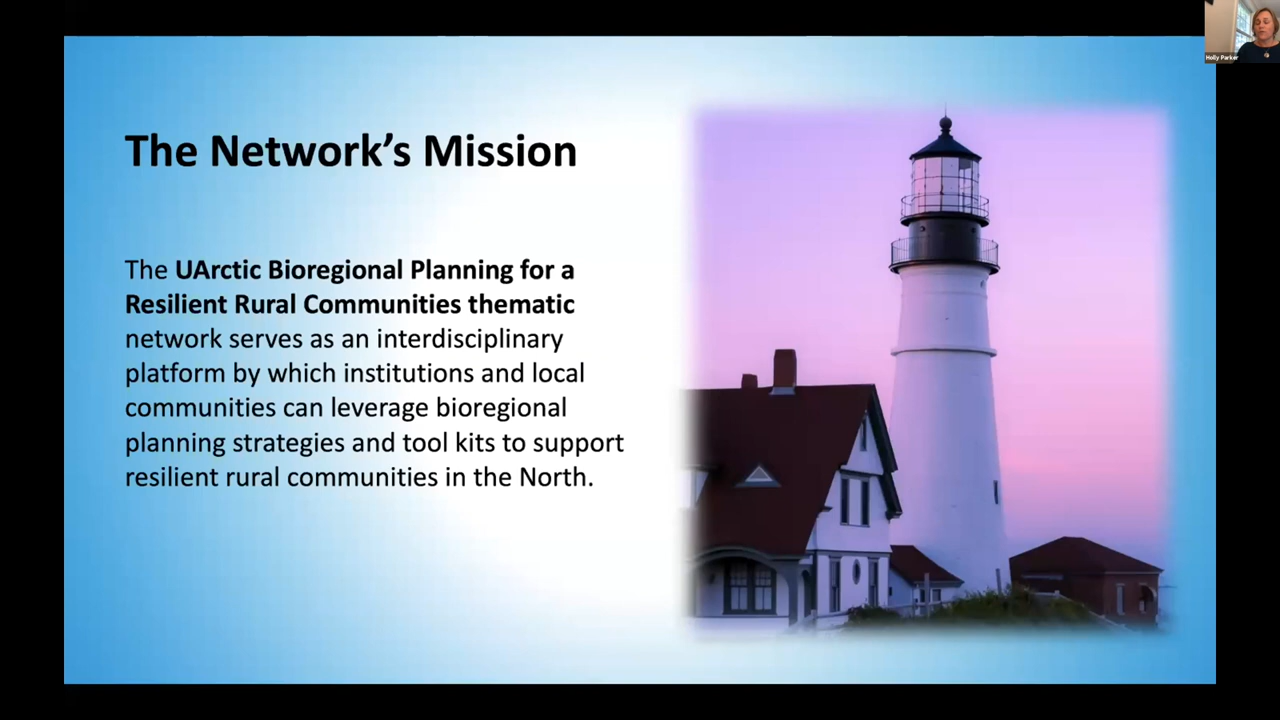 The Network's Mission
The UArctic Bioregional Planning for a
Resilient Rural Communities thematic
network serves as an interdisciplinary
platform by which institutions and local
communities can leverage bioregional
planning strategies and tool kits to support
resilient rural communities in the North.
Holly Parker